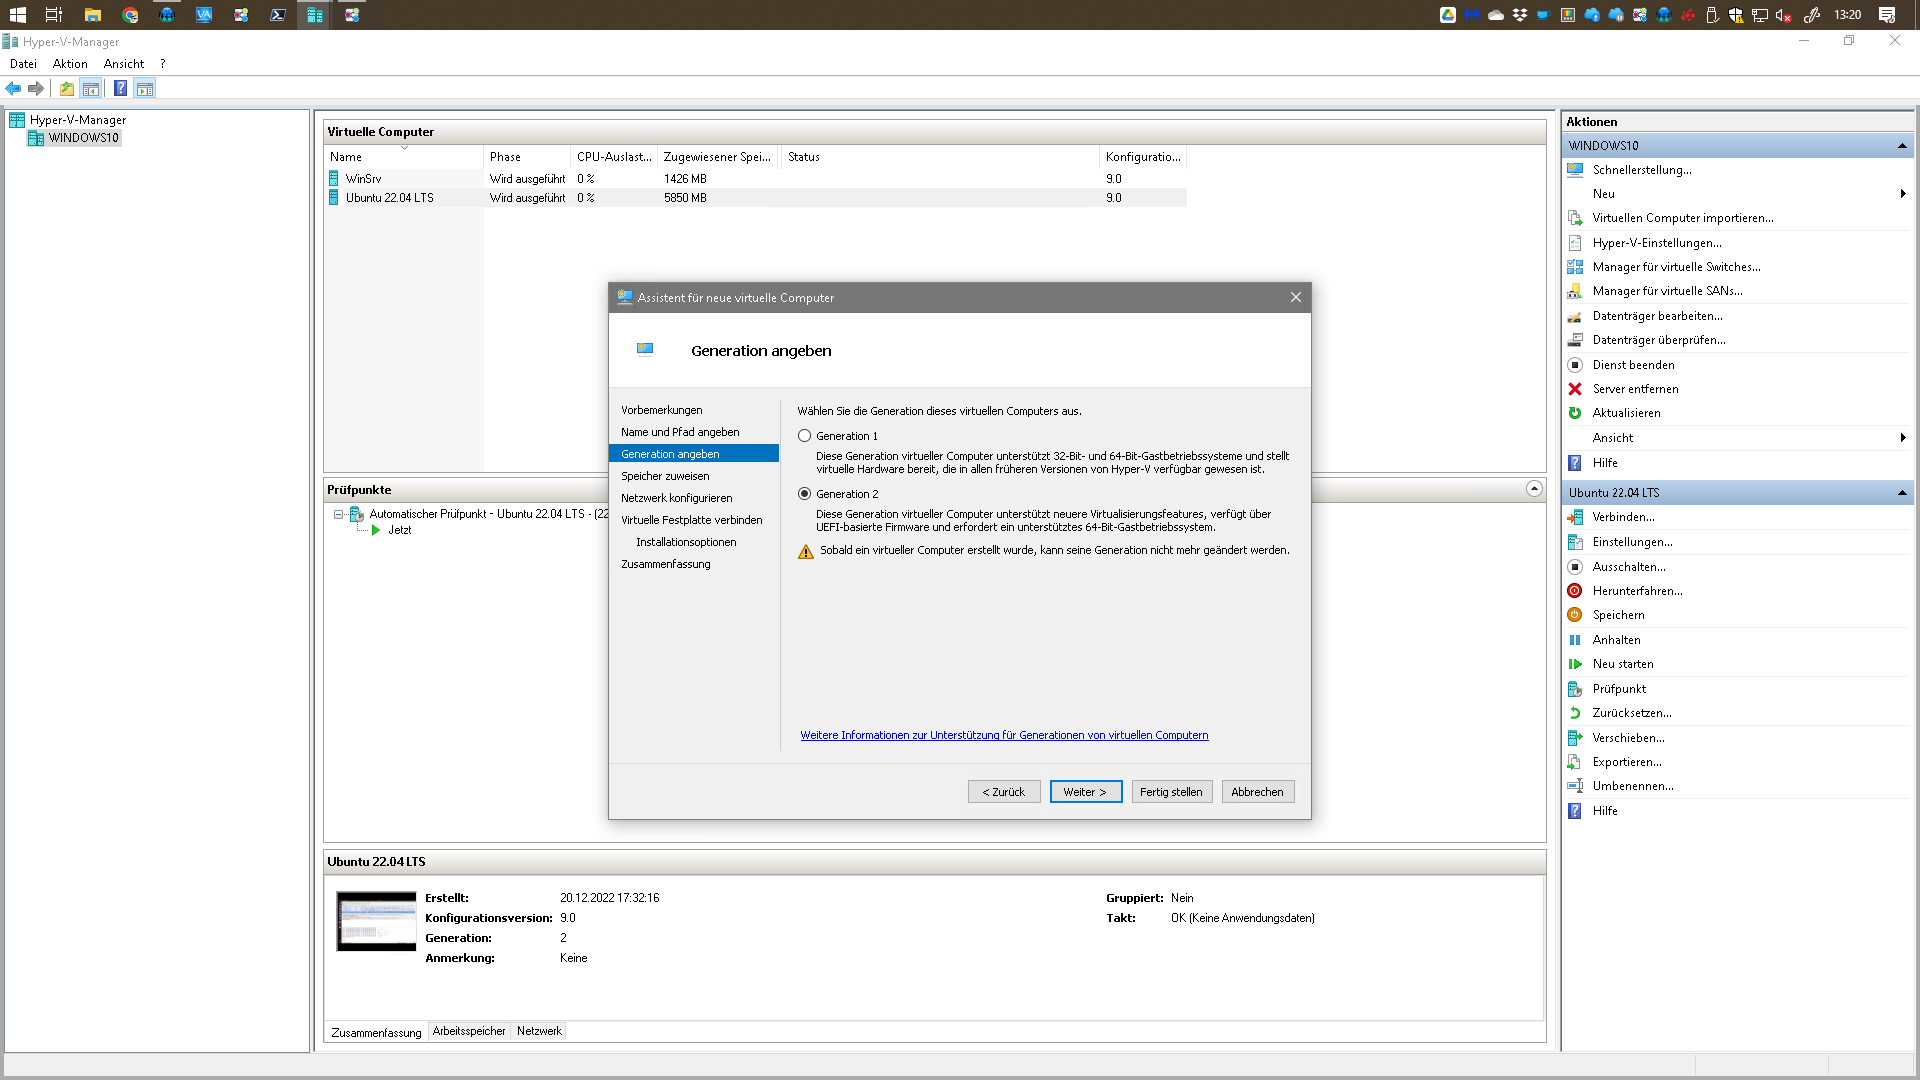 13:20
Hyper-V-Manager
Datei Aktion Ansicht ?
Hyper-V-Manager
WINDOWS10
Virtuelle Computer
Name Phase CPU-Auslast... Zugewiesener Spei... Status Konfiguratio...
WinSrv Wird ausgeführt 0 % 1426 MB 9.0
Ubuntu 22.04 LTS Wird ausgeführt 0 % 5850 MB 9.0
Prüfpunkte
Automatischer Prüfpunkt - Ubuntu 22.04 LTS - (22
Jetzt
Assistent für neue virtuelle Computer
Generation angeben
Vorbemerkungen
Name und Pfad angeben
Generation angeben
Speicher zuweisen
Netzwerk konfigurieren
Virtuelle Festplatte verbinden
Installationsoptionen
Zusammenfassung
Wählen Sie die Generation dieses virtuellen Computers aus.
Generation 1
Diese Generation virtueller Computer unterstützt 32-Bit- und 64-Bit-Gastbetriebssysteme und stellt
virtuelle Hardware bereit, die in allen früheren Versionen von Hyper-V verfügbar gewesen ist.
Generation 2
Diese Generation virtueller Computer unterstützt neuere Virtualisierungsfeatures, verfügt über
UEFI-basierte Firmware und erfordert ein unterstütztes 64-Bit-Gastbetriebssystem.
Sobald ein virtueller Computer erstellt wurde, kann seine Generation nicht mehr geändert werden.
Weitere Informationen zur Unterstützung für Generationen von virtuellen Computern
< Zurück Weiter > Fertig stellen Abbrechen
Ubuntu 22.04 LTS
Erstellt: 20.12.2022 17:32:16 Gruppiert: Nein
Konfigurationsversion: 9.0 Takt: OK (Keine Anwendungsdaten)
Generation: 2
Anmerkung: Keine
Zusammenfassung Arbeitsspeicher Netzwerk
Aktionen
WINDOWS10
Schnellerstellung...
Neu
Virtuellen Computer importieren...
Hyper-V-Einstellungen...
Manager für virtuelle Switches...
Manager für virtuelle SANs...
Datenträger bearbeiten...
Datenträger überprüfen...
Dienst beenden
Server entfernen
Aktualisieren
Ansicht
Hilfe
Ubuntu 22.04 LTS
Verbinden...
Einstellungen...
Ausschalten...
Herunterfahren...
Speichern
Anhalten
Neu starten
Prüfpunkt
Zurücksetzen...
Verschieben...
Exportieren...
Umbenennen...
Hilfe